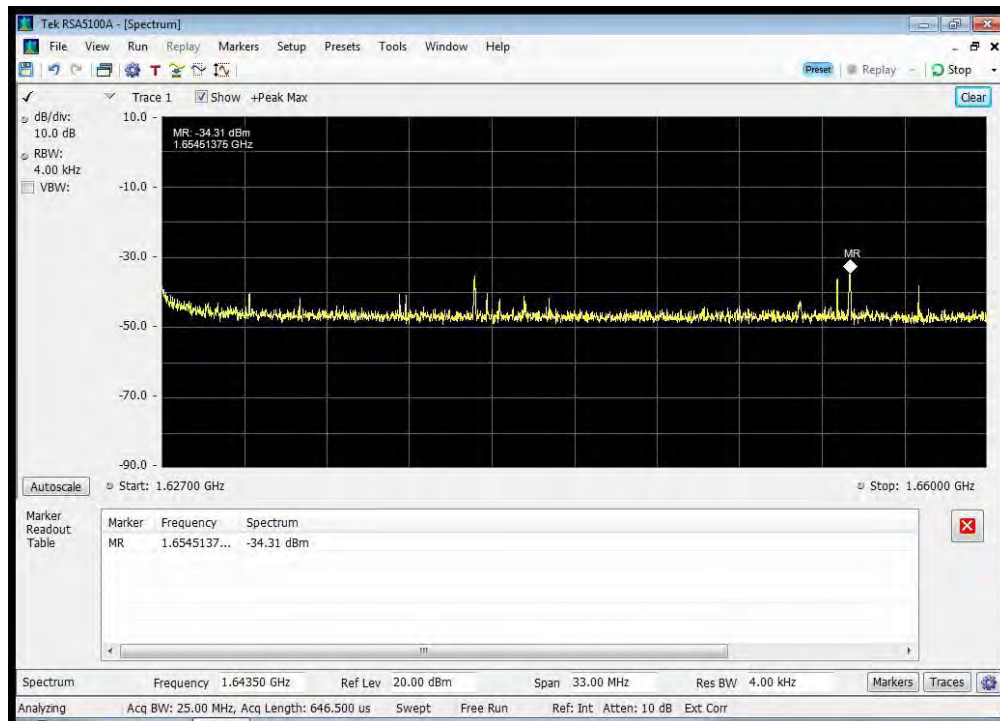 Tek RSA5100A - [Spectrum]
File View Run Replay Markers Setup Presets Tools Window Help
Preset Replay Stop
Trace 1 Show +Peak Max Clear
dB/div:
10.0 dB
RBW:
4.00 kHz
VBW:
10.0
-10.0
-30.0
-50.0
-70.0
-90.0
MR: -34.31 dBm
1.65451375 GHz
MR
Autoscale Start: 1.62700 GHz Stop: 1.66000 GHz
Marker
Readout
Table
Marker Frequency Spectrum
MR 1.6545137... -34.31 dBm
Spectrum Frequency 1.64350 GHz Ref Lev 20.00 dBm Span 33.00 MHz Res BW 4.00 kHz Markers Traces
Analyzing Acq BW: 25.00 MHz, Acq Length: 646.500 us Swept Free Run Ref: Int Atten: 10 dB Ext Corr